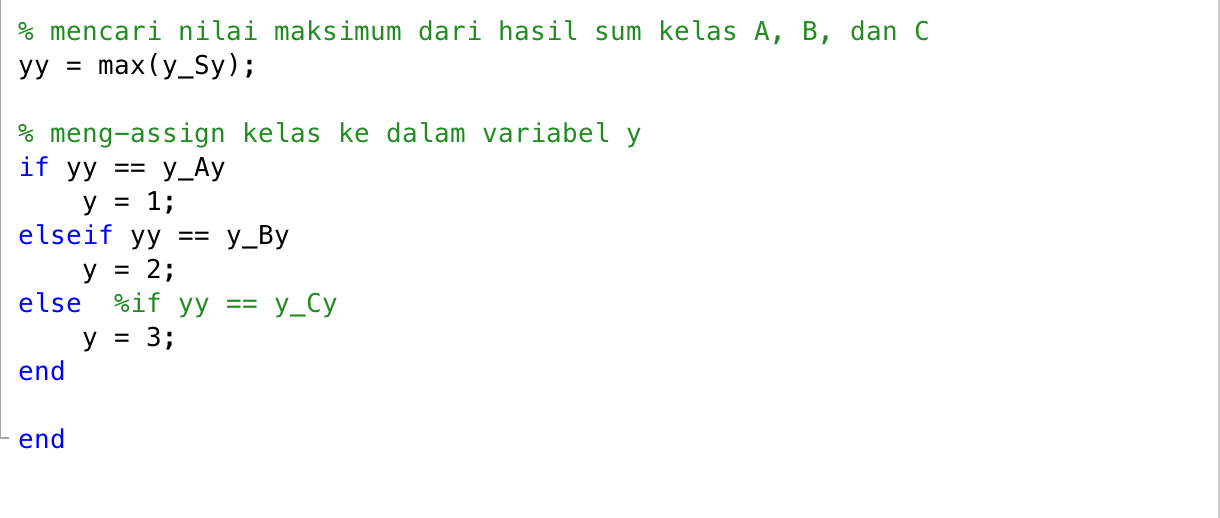 % mencari nilai maksimum dari hasil sum kelas A, B, dan C
yy = max(y_Sy);
% meng-assign kelas ke dalam variabel y
if yy == y_Ay
    y = 1;
elseif yy == y_By
    y = 2;
else  %if yy == y_Cy
    y = 3;
end
end